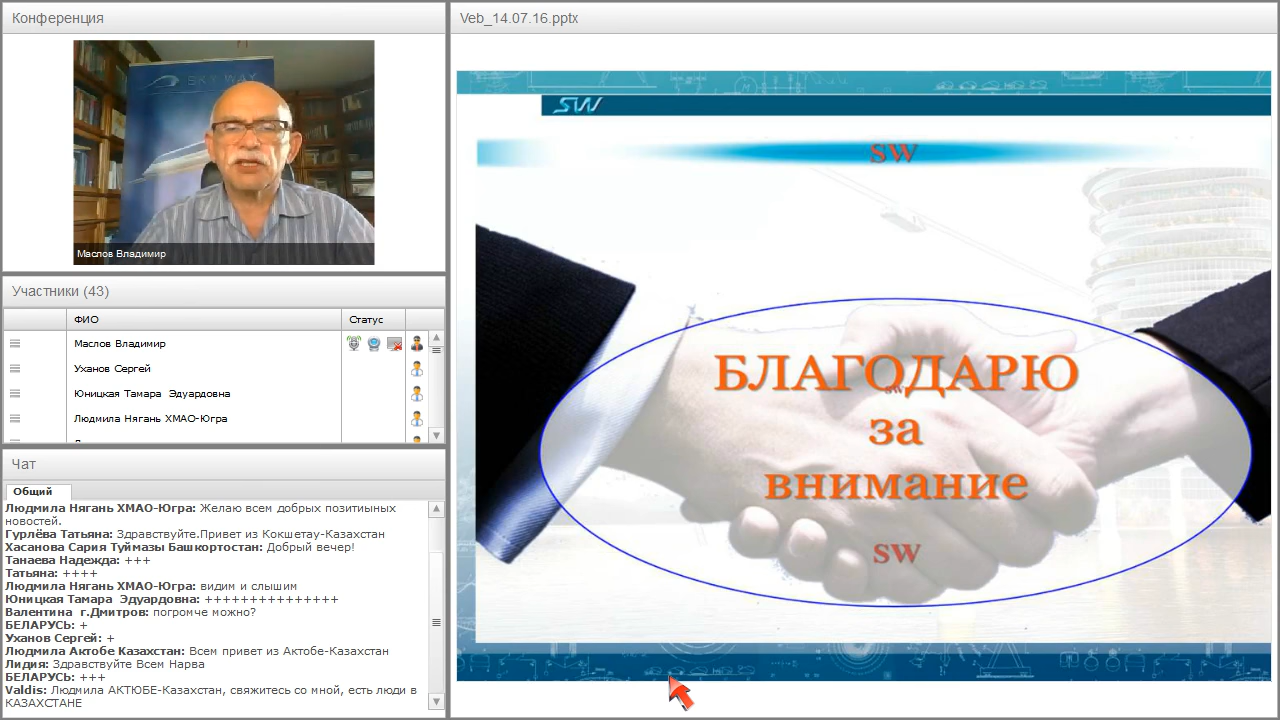 Конференция
SKY WAY
Маслов Владимир
Участники (43)
ФИО
Статус
Маслов Владимир
Уханов Сергей
Юницкая Тамара Эдуардовна
Людмила Нягань ХМАО-Югра
Чат
Общий
Людмила Нягань ХМАО-Югра: Желаю всем добрых позитиыных
новостей.
Гурлёва Татьяна: Здравствуйте.Привет из Кокшетау-Казахстан
Хасанова Сария Туймазы Башкортостан: Добрый вечер!
Танаева Надежда: +++
Татьяна: ++++
Людмила Нягань ХМАО-Югра: видим и слышим
Юницкая Тамара Эдуардовна: +++++++++++++++
Валентина г.Дмитров: погромче можно?
БЕЛАРУСЬ: +
Уханов Сергей: +
Людмила Актобе Казахстан: Всем привет из Актобе-Казахстан
Лидия: Здравствуйте Всем Нарва
БЕЛАРУСЬ: +++
Valdis: Людмила АКТЮБЕ-Казахстан, свяжитесь со мной, есть люди в
КАЗАХСТАНЕ
Veb_14.07.16.pptx
SW
SW
БЛАГОДАРЮ
SW
за
внимание
SW